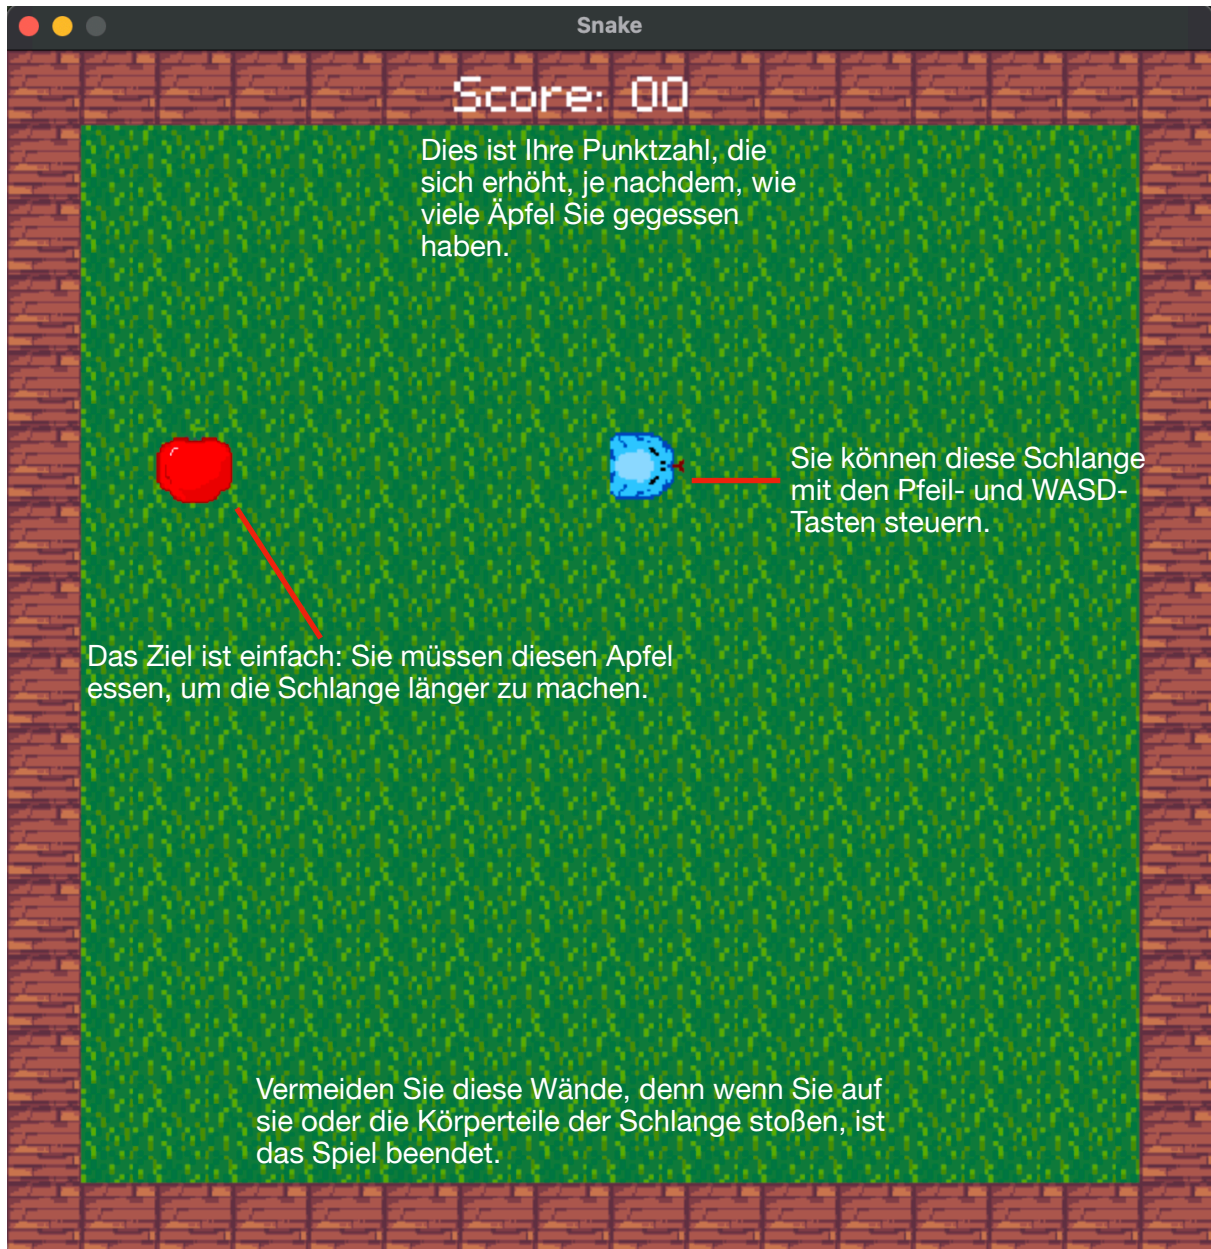 Snake
Score: 00
Dies ist Ihre Punktzahl, die
sich erhöht, je nachdem, wie
viele Äpfel Sie gegessen
haben.
Sie können diese Schlange
mit den Pfeil- und WASD-
Tasten steuern.
Das Ziel ist einfach: Sie müssen diesen Apfel
essen, um die Schlange länger zu machen.
Vermeiden Sie diese Wände, denn wenn Sie auf
sie oder die Körperteile der Schlange stoßen, ist
das Spiel beendet.